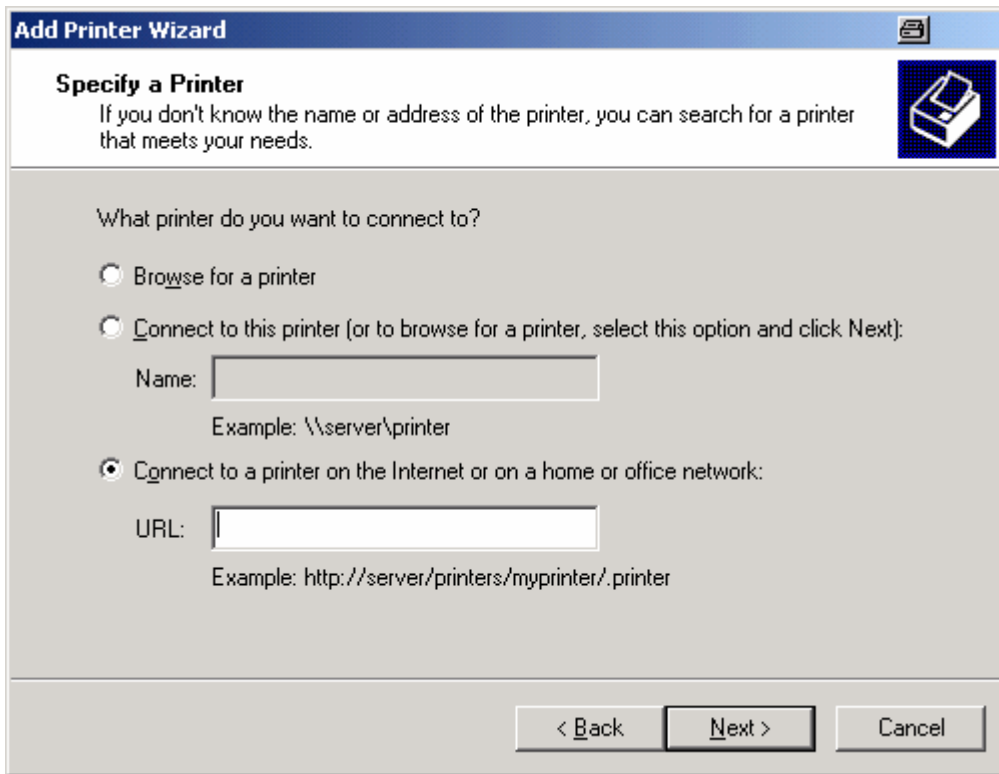 Add Printer Wizard
Specify a Printer
If you don't know the name or address of the printer, you can search for a printer
that meets your needs.
What printer do you want to connect to?
Browse for a printer
Connect to this printer (or to browse for a printer, select this option and click Next):
Name:
Example: \\server\printer
Connect to a printer on the Internet or on a home or office network:
URL:
Example: http://server/printers/myprinter/.printer
< Back Next > Cancel